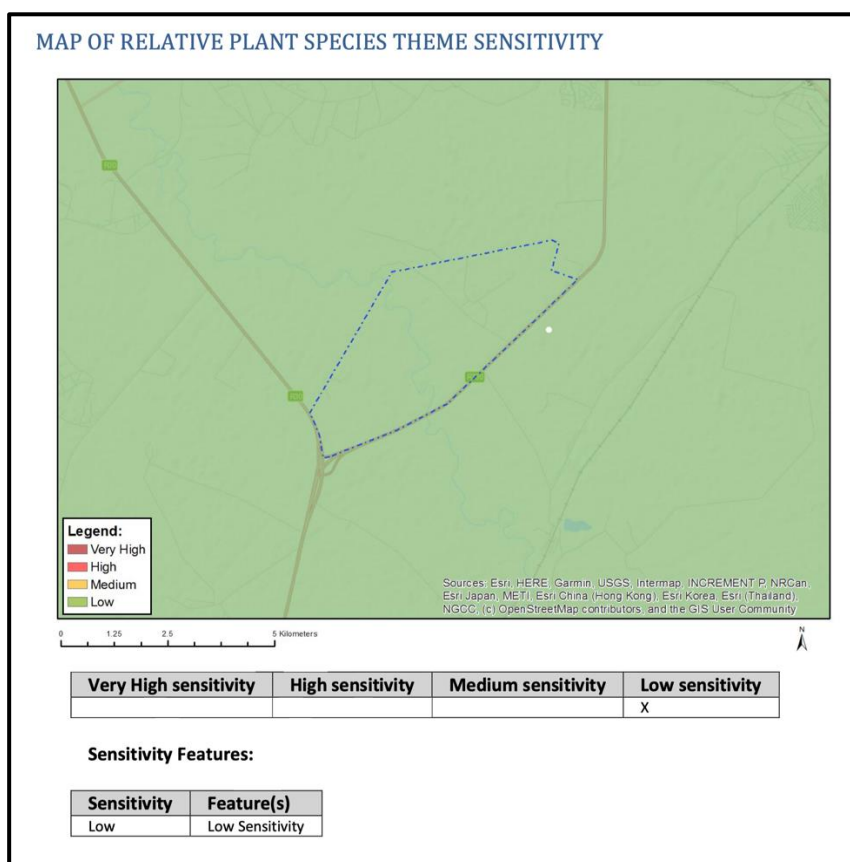 MAP OF RELATIVE PLANT SPECIES THEME SENSITIVITY
Legend:
Very High
High
Medium
Low
Sources: Esri, HERE, Garmin, USGS, Intermap, INCREMENT P, NRCan,
Esri Japan, METI, Esri China (Hong Kong), Esri Korea, Esri (Thailand),
NGCC, (c) OpenStreetMap contributors, and the GIS User Community
0 1.25 2.5 5 Kilometers
N
Very High sensitivity High sensitivity Medium sensitivity Low sensitivity
X
Sensitivity Features:
Sensitivity Feature(s)
Low Low Sensitivity